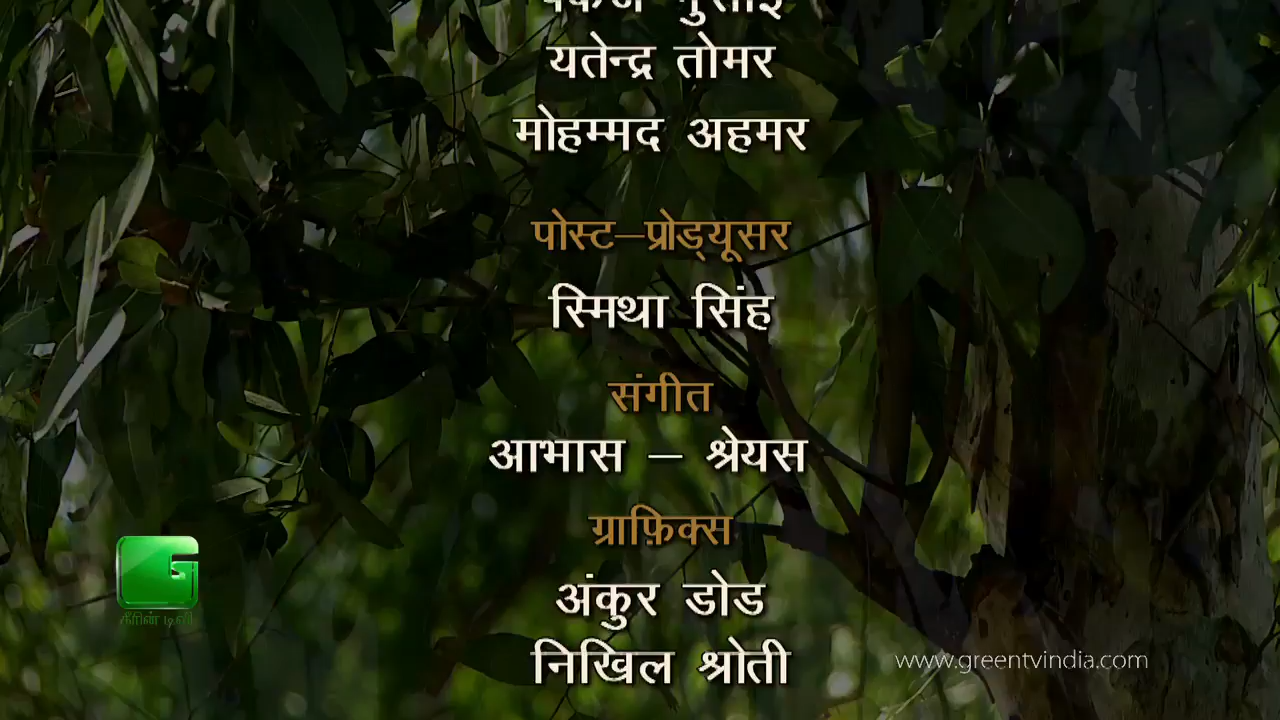 यतेन्द्र तोमर
मोहम्मद अहमर
पोस्ट–प्रोड्यूसर
स्मिथा सिंह
संगीत
आभास – श्रेयस
ग्राफ़िक्स
अंकुर डोड
निखिल श्रोती
கிரீன் டிவி
www.greentvindia.com